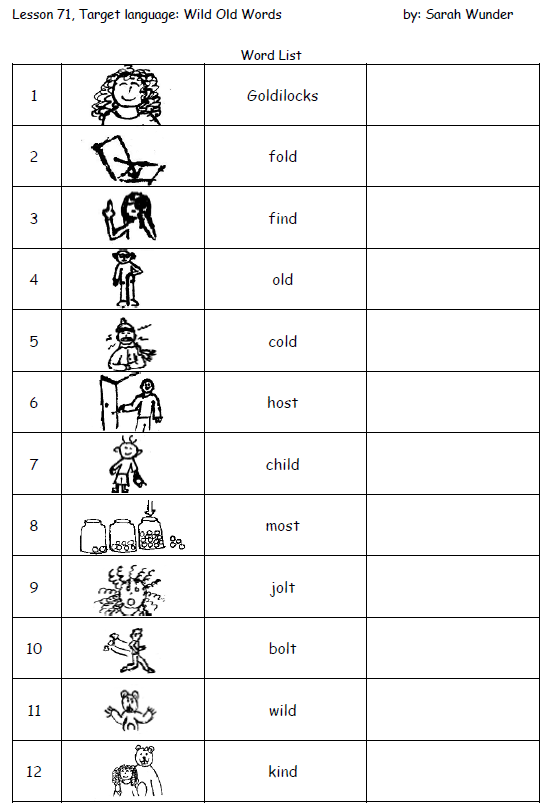 Lesson 71, Target language: Wild Old Words by: Sarah Wunder
Word List
1 Goldilocks
2 fold
3 find
4 old
5 cold
6 host
7 child
8 most
9 jolt
10 bolt
11 wild
12 kind